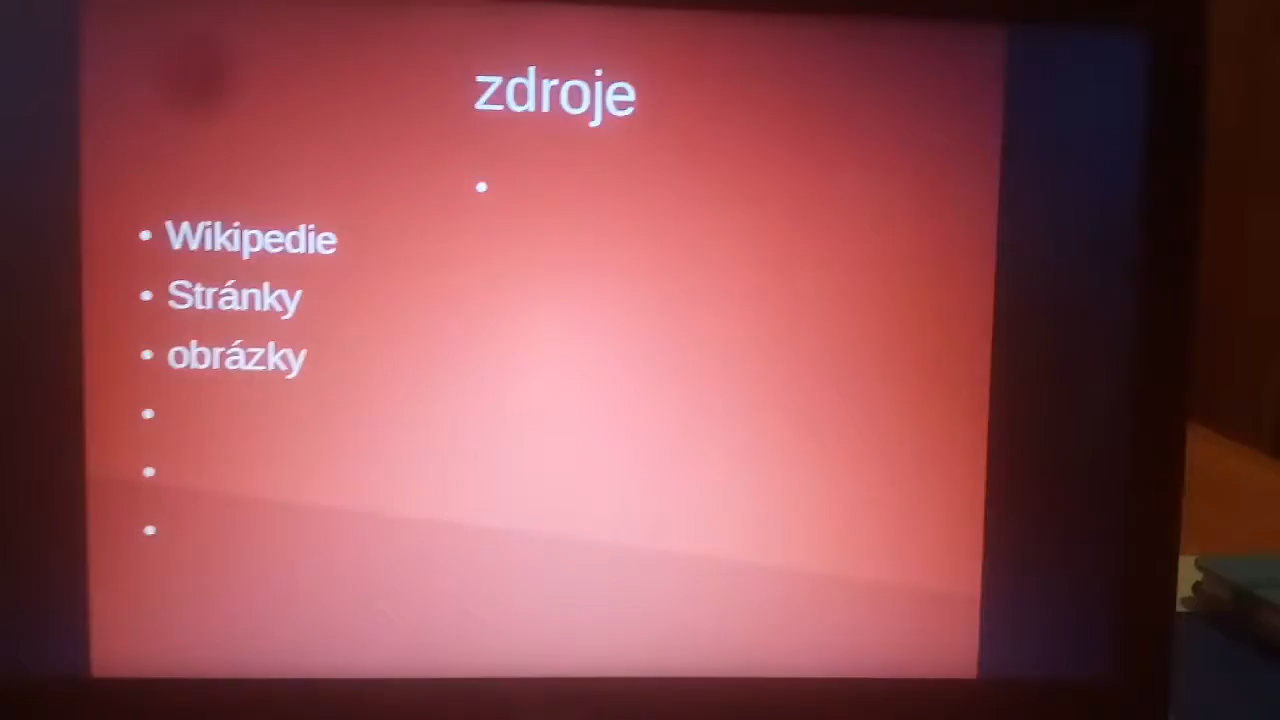 zdroje
•
• Wikipedie
• Stránky
• obrázky
•
•
•